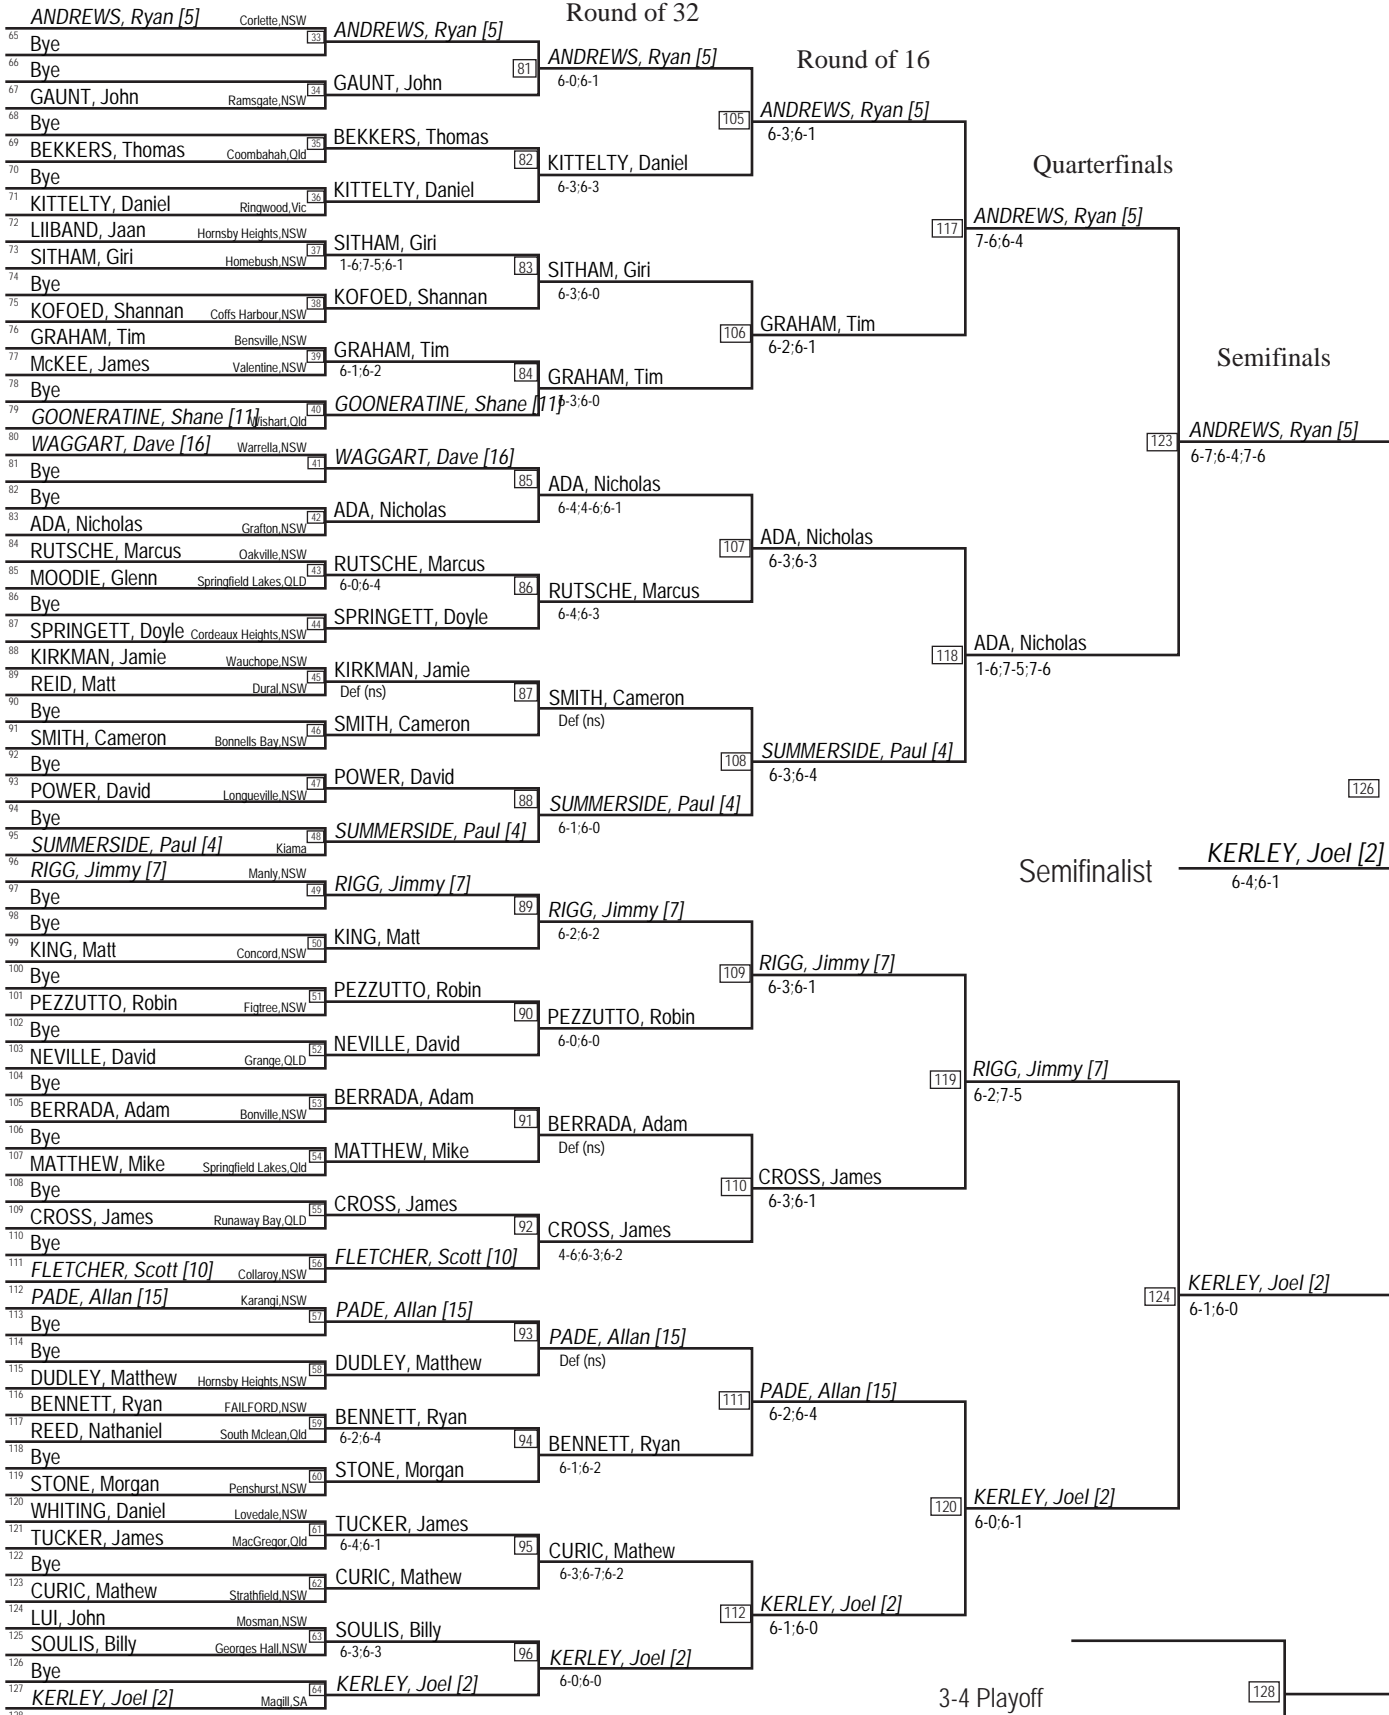 Round of 32
Round of 16
Quarterfinals
Semifinals
ANDREWS, Ryan [5] Corlette,NSW
65 Bye 33
66 Bye
67 GAUNT, John Ramsgate,NSW 34
68 Bye
69 BEKKERS, Thomas Coombahah,Qld 35
70 Bye
71 KITTELTY, Daniel Ringwood,Vic 36
72 LIIBAND, Jaan Hornsby Heights,NSW
73 SITHAM, Giri Homebush,NSW 37
74 Bye
75 KOFOED, Shannan Coffs Harbour,NSW 38
76 GRAHAM, Tim Bensville,NSW
77 McKEE, James Valentine,NSW 39
78 Bye
79 GOONERATINE, Shane [11] Wishart,Qld 40
80 WAGGART, Dave [16] Warrella,NSW
81 Bye 41
82 Bye
83 ADA, Nicholas Grafton,NSW 42
84 RUTSCHE, Marcus Oakville,NSW
85 MOODIE, Glenn Springfield Lakes,QLD 43
86 Bye
87 SPRINGETT, Doyle Cordeaux Heights,NSW 44
88 KIRKMAN, Jamie Wauchope,NSW
89 REID, Matt Dural,NSW 45
90 Bye
91 SMITH, Cameron Bonnells Bay,NSW 46
92 Bye
93 POWER, David Longueville,NSW 47
94 Bye
95 SUMMERSIDE, Paul [4] Kiama 48
96 RIGG, Jimmy [7] Manly,NSW
97 Bye 49
98 Bye
99 KING, Matt Concord,NSW 50
100 Bye
101 PEZZUTTO, Robin Figtree,NSW 51
102 Bye
103 NEVILLE, David Grange,QLD 52
104 Bye
105 BERRADA, Adam Bonville,NSW 53
106 Bye
107 MATTHEW, Mike Springfield Lakes,Qld 54
108 Bye
109 CROSS, James Runaway Bay,QLD 55
110 Bye
111 FLETCHER, Scott [10] Collaroy,NSW 56
112 PADE, Allan [15] Karangi,NSW
113 Bye 57
114 Bye
115 DUDLEY, Matthew Hornsby Heights,NSW 58
116 BENNETT, Ryan FAILFORD,NSW
117 REED, Nathaniel South Mclean,Qld 59
118 Bye
119 STONE, Morgan Penshurst,NSW 60
120 WHITING, Daniel Lovedale,NSW
121 TUCKER, James MacGregor,Qld 61
122 Bye
123 CURIC, Mathew Strathfield,NSW 62
124 LUI, John Mosman,NSW
125 SOULIS, Billy Georges Hall,NSW 63
126 Bye
127 KERLEY, Joel [2] Magill,SA 64
ANDREWS, Ryan [5]
81
GAUNT, John
BEKKERS, Thomas
82
KITTELTY, Daniel
SITHAM, Giri
1-6;7-5;6-1
83
KOFOED, Shannan
GRAHAM, Tim
6-1;6-2
84
GOONERATINE, Shane [11]
WAGGART, Dave [16]
85
ADA, Nicholas
RUTSCHE, Marcus
6-0;6-4
86
SPRINGETT, Doyle
KIRKMAN, Jamie
Def (ns)
87
SMITH, Cameron
POWER, David
88
SUMMERSIDE, Paul [4]
RIGG, Jimmy [7]
89
KING, Matt
PEZZUTTO, Robin
90
NEVILLE, David
BERRADA, Adam
91
MATTHEW, Mike
CROSS, James
92
FLETCHER, Scott [10]
PADE, Allan [15]
93
DUDLEY, Matthew
BENNETT, Ryan
6-2;6-4
94
STONE, Morgan
TUCKER, James
6-4;6-1
95
CURIC, Mathew
SOULIS, Billy
6-3;6-3
96
KERLEY, Joel [2]
ANDREWS, Ryan [5]
6-0;6-1
105
KITTELTY, Daniel
6-3;6-3
SITHAM, Giri
6-3;6-0
106
GRAHAM, Tim
6-3;6-0
ADA, Nicholas
6-4;4-6;6-1
107
RUTSCHE, Marcus
6-4;6-3
SMITH, Cameron
Def (ns)
108
SUMMERSIDE, Paul [4]
6-1;6-0
RIGG, Jimmy [7]
6-2;6-2
109
PEZZUTTO, Robin
6-0;6-0
BERRADA, Adam
Def (ns)
110
CROSS, James
4-6;6-3;6-2
PADE, Allan [15]
Def (ns)
111
BENNETT, Ryan
6-1;6-2
CURIC, Mathew
6-3;6-7;6-2
112
KERLEY, Joel [2]
6-0;6-0
ANDREWS, Ryan [5]
6-3;6-1
117
GRAHAM, Tim
6-2;6-1
ADA, Nicholas
6-3;6-3
118
SUMMERSIDE, Paul [4]
6-3;6-4
RIGG, Jimmy [7]
6-3;6-1
119
CROSS, James
6-3;6-1
PADE, Allan [15]
6-2;6-4
120
KERLEY, Joel [2]
6-1;6-0
ANDREWS, Ryan [5]
7-6;6-4
123
ADA, Nicholas
1-6;7-5;7-6
RIGG, Jimmy [7]
6-2;7-5
124
KERLEY, Joel [2]
6-0;6-1
ANDREWS, Ryan [5]
6-7;6-4;7-6
126
Semifinalist KERLEY, Joel [2]
6-4;6-1
KERLEY, Joel [2]
6-1;6-0
3-4 Playoff 128